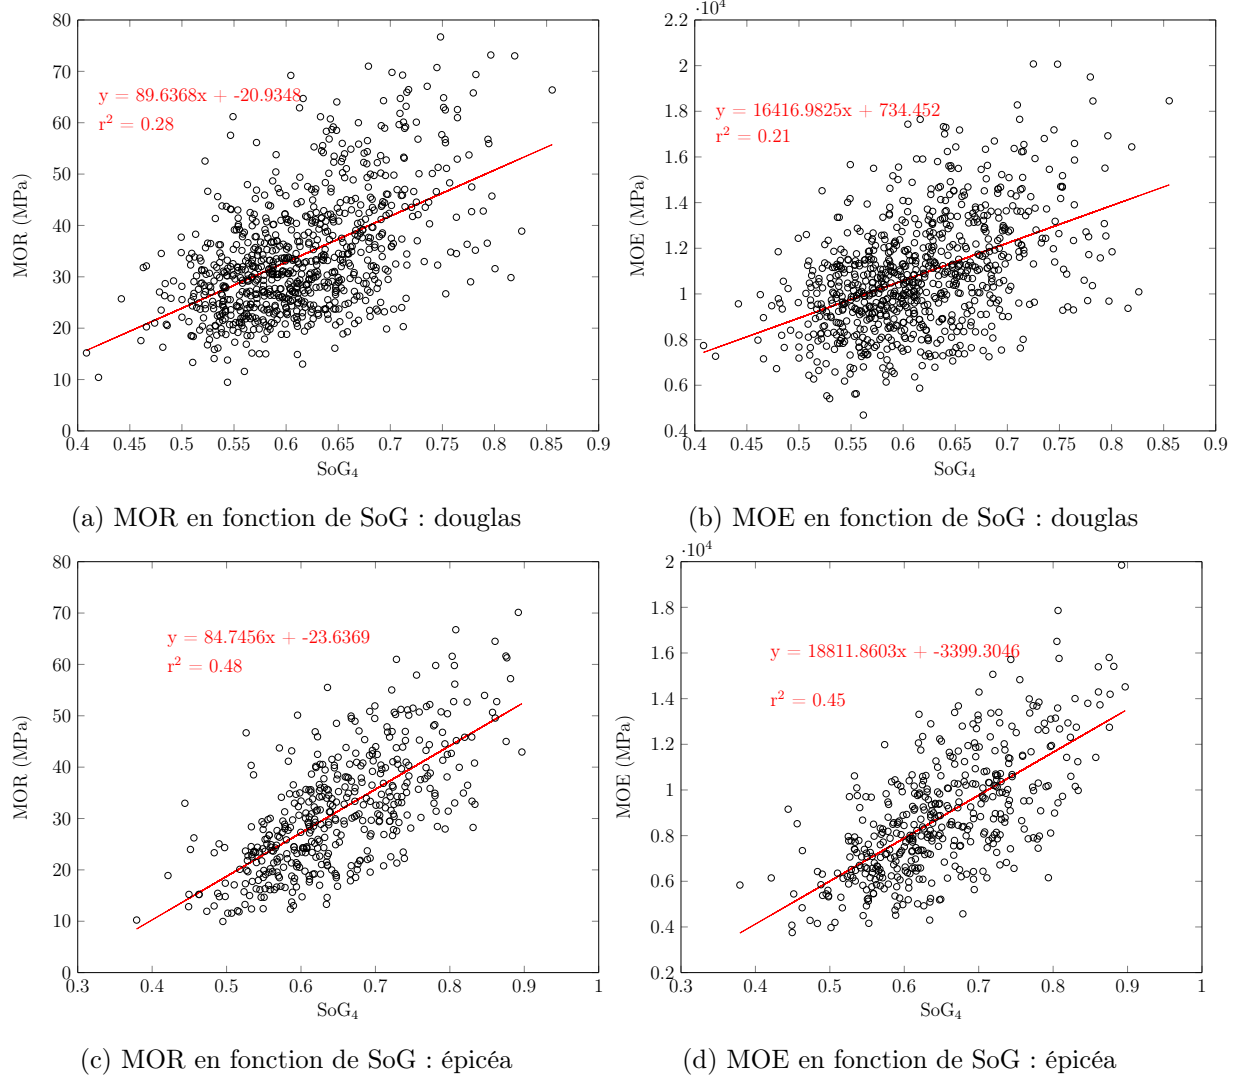 80
70
60
50
40
30
20
10
0
MOR (MPa)
y = 89.6368x + -20.9348
r² = 0.28
0.4 0.45 0.5 0.55 0.6 0.65 0.7 0.75 0.8 0.85 0.9
SoG₄
(a) MOR en fonction de SoG : douglas
·10⁴
2.2
2
1.8
1.6
1.4
1.2
1
0.8
0.6
0.4
MOE (MPa)
y = 16416.9825x + 734.452
r² = 0.21
0.4 0.45 0.5 0.55 0.6 0.65 0.7 0.75 0.8 0.85 0.9
SoG₄
(b) MOE en fonction de SoG : douglas
80
70
60
50
40
30
20
10
0
MOR (MPa)
y = 84.7456x + -23.6369
r² = 0.48
0.3 0.4 0.5 0.6 0.7 0.8 0.9 1
SoG₄
(c) MOR en fonction de SoG : épicéa
·10⁴
2
1.8
1.6
1.4
1.2
1
0.8
0.6
0.4
0.2
MOE (MPa)
y = 18811.8603x + -3399.3046
r² = 0.45
0.3 0.4 0.5 0.6 0.7 0.8 0.9 1
SoG₄
(d) MOE en fonction de SoG : épicéa